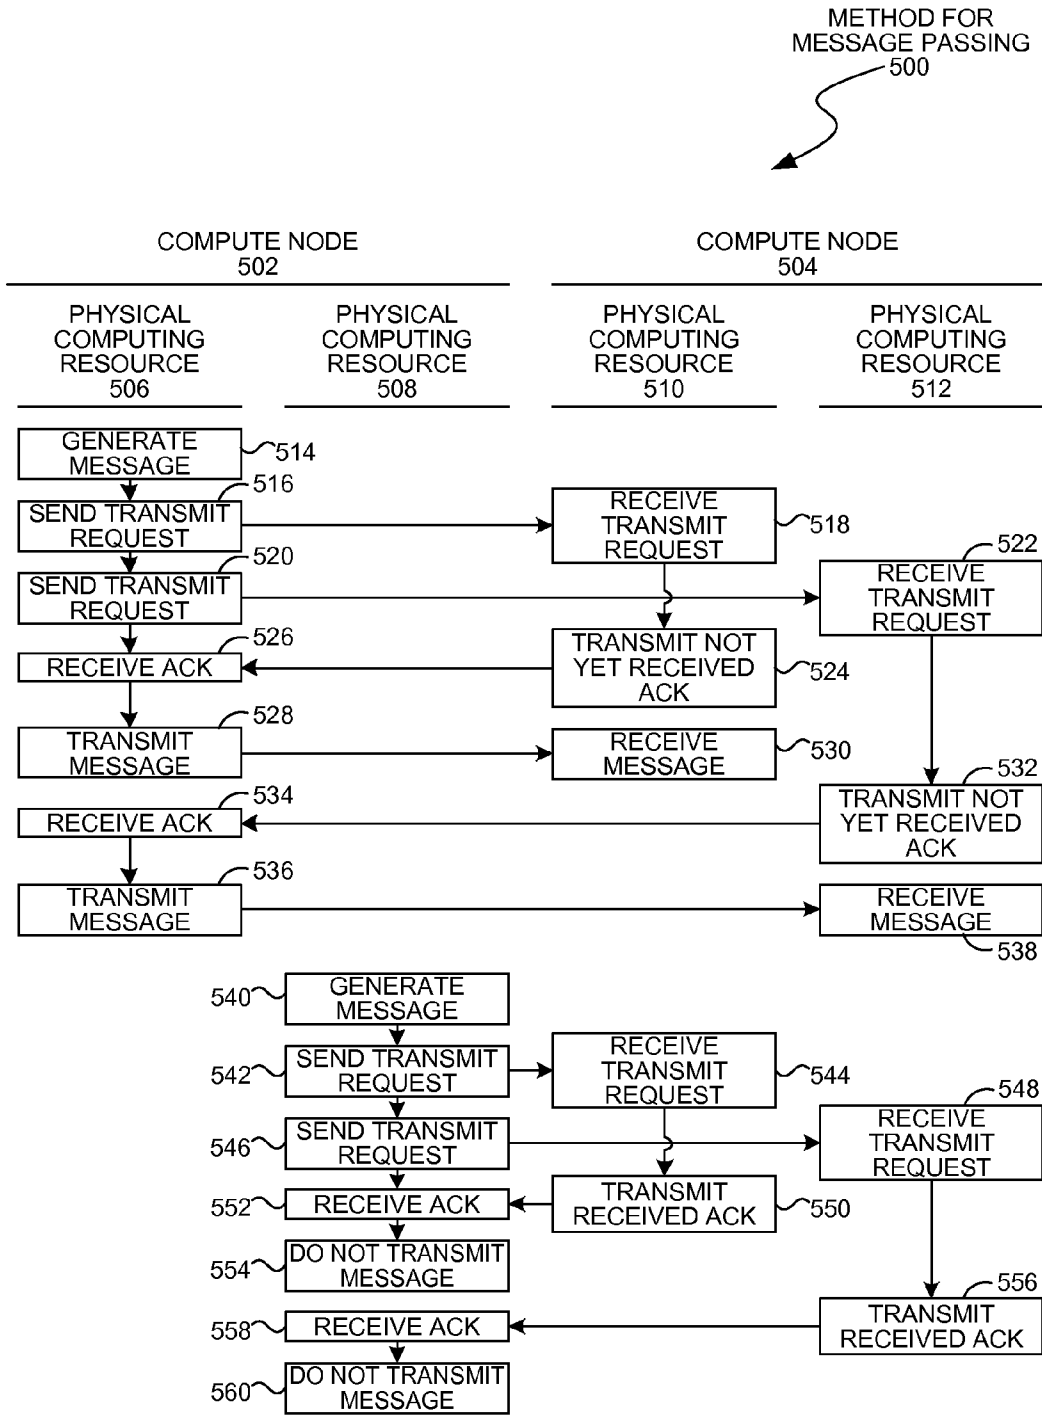 METHOD FOR
MESSAGE PASSING
500
COMPUTE NODE
502
COMPUTE NODE
504
PHYSICAL
COMPUTING
RESOURCE
506
PHYSICAL
COMPUTING
RESOURCE
508
PHYSICAL
COMPUTING
RESOURCE
510
PHYSICAL
COMPUTING
RESOURCE
512
GENERATE
MESSAGE
514
SEND TRANSMIT
REQUEST
516
RECEIVE
TRANSMIT
REQUEST
518
SEND TRANSMIT
REQUEST
520
RECEIVE
TRANSMIT
REQUEST
522
TRANSMIT NOT
YET RECEIVED
ACK
524
RECEIVE ACK
526
TRANSMIT
MESSAGE
528
RECEIVE
MESSAGE
530
TRANSMIT NOT
YET RECEIVED
ACK
532
RECEIVE ACK
534
TRANSMIT
MESSAGE
536
RECEIVE
MESSAGE
538
540
GENERATE
MESSAGE
542
SEND TRANSMIT
REQUEST
RECEIVE
TRANSMIT
REQUEST
544
546
SEND TRANSMIT
REQUEST
RECEIVE
TRANSMIT
REQUEST
548
TRANSMIT
RECEIVED ACK
550
552
RECEIVE ACK
554
DO NOT TRANSMIT
MESSAGE
TRANSMIT
RECEIVED ACK
556
558
RECEIVE ACK
560
DO NOT TRANSMIT
MESSAGE